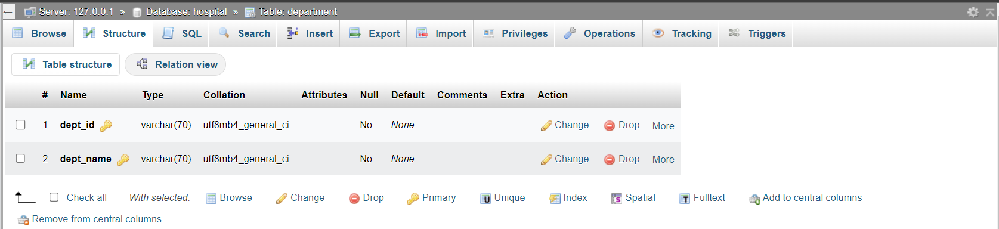 Server: 127.0.0.1 » Database: hospital » Table: department
Browse Structure SQL Search Insert Export Import Privileges Operations Tracking Triggers
Table structure Relation view
# Name Type Collation Attributes Null Default Comments Extra Action
1 dept_id varchar(70) utf8mb4_general_ci No None Change Drop More
2 dept_name varchar(70) utf8mb4_general_ci No None Change Drop More
Check all With selected: Browse Change Drop Primary Unique Index Spatial Fulltext Add to central columns
Remove from central columns